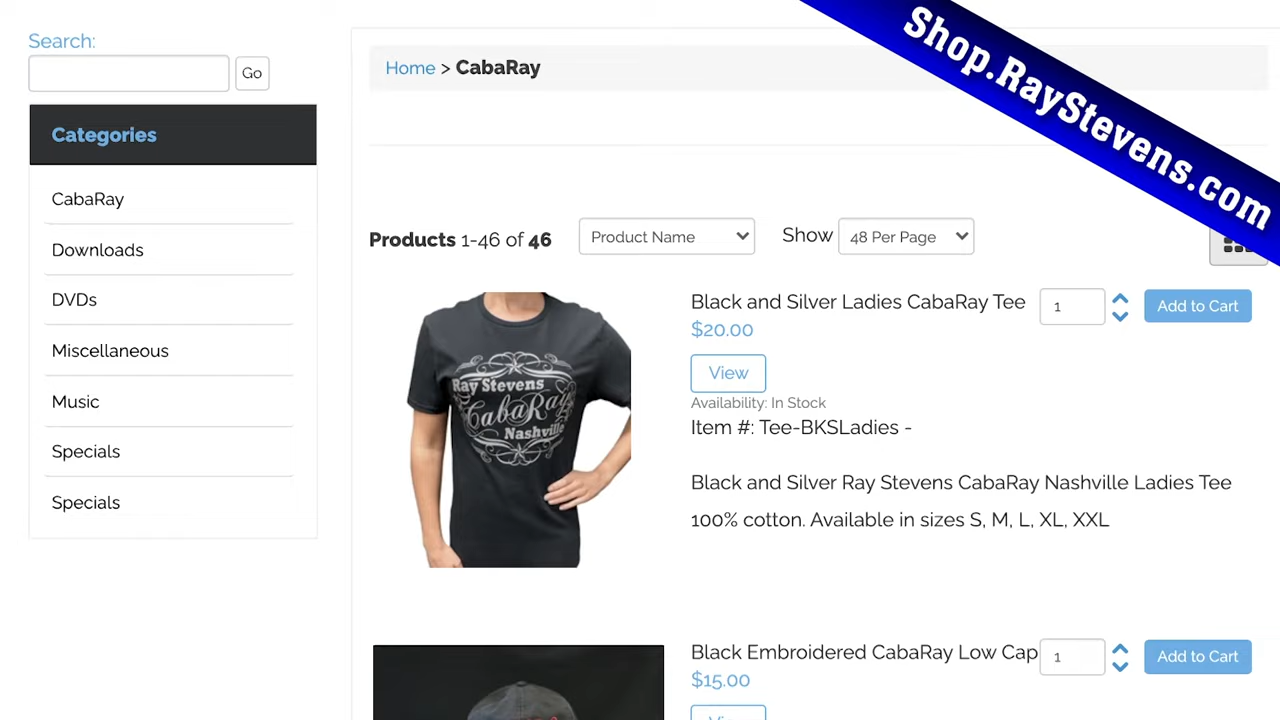 Search:
Go
Categories
CabaRay
Downloads
DVDs
Miscellaneous
Music
Specials
Specials
Shop.RayStevens.com
Home > CabaRay
Products 1-46 of 46
Product Name
Show
48 Per Page
Ray Stevens
CabaRay
Nashville
Black and Silver Ladies CabaRay Tee
1
Add to Cart
$20.00
View
Availability: In Stock
Item #: Tee-BKSLadies -
Black and Silver Ray Stevens CabaRay Nashville Ladies Tee
100% cotton. Available in sizes S, M, L, XL, XXL
Black Embroidered CabaRay Low Cap
1
Add to Cart
$15.00
View